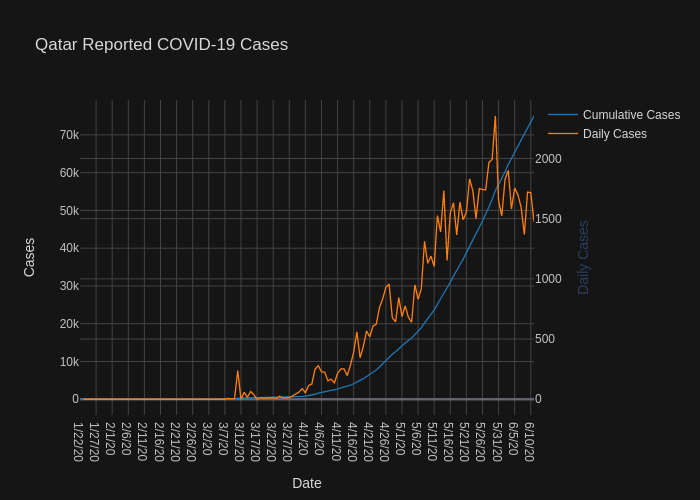 Qatar Reported COVID-19 Cases
Cumulative Cases
Daily Cases
70k
60k
50k
40k
30k
20k
10k
0
2000
1500
1000
500
0
Cases
Daily Cases
1/22/20
1/27/20
2/1/20
2/6/20
2/11/20
2/16/20
2/21/20
2/26/20
3/2/20
3/7/20
3/12/20
3/17/20
3/22/20
3/27/20
4/1/20
4/6/20
4/11/20
4/16/20
4/21/20
4/26/20
5/1/20
5/6/20
5/11/20
5/16/20
5/21/20
5/26/20
5/31/20
6/5/20
6/10/20
Date